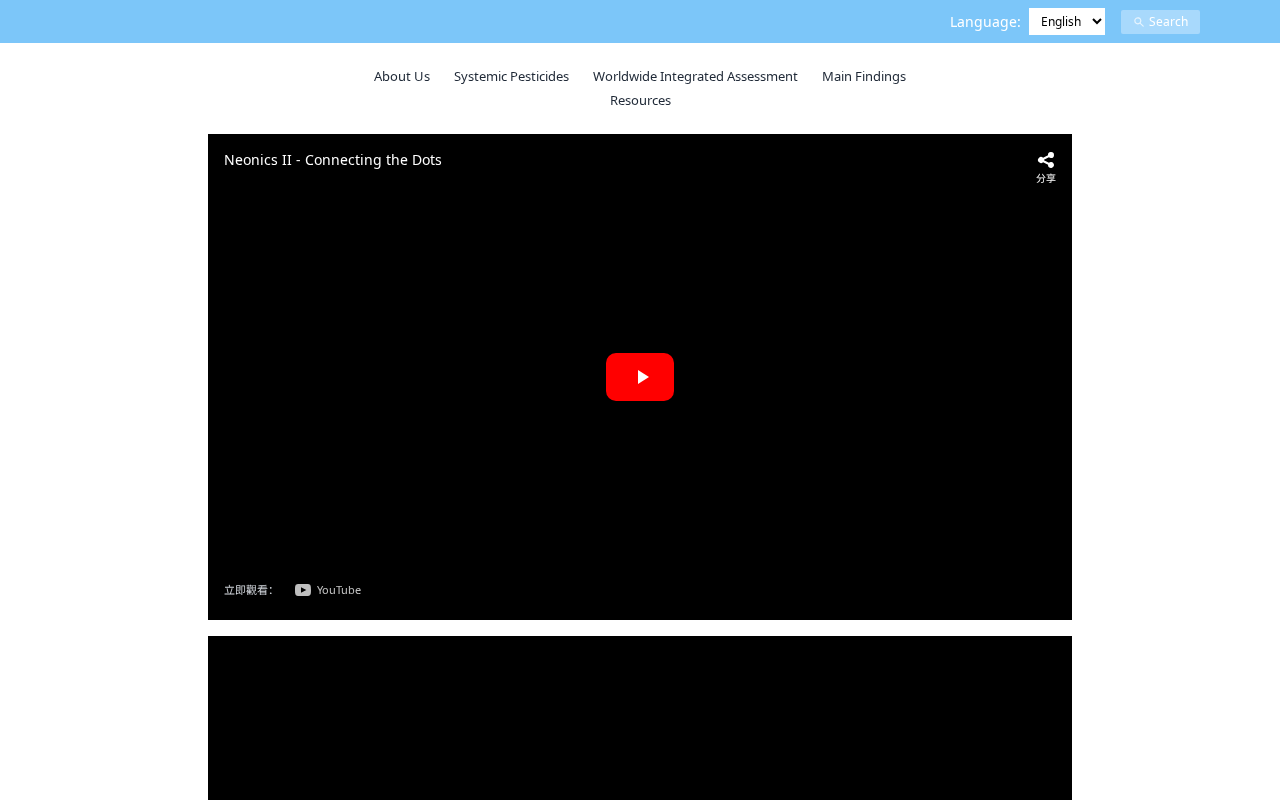 Language: English Search
About Us Systemic Pesticides Worldwide Integrated Assessment Main Findings
Resources
Neonics II - Connecting the Dots
分享
立即觀看: YouTube